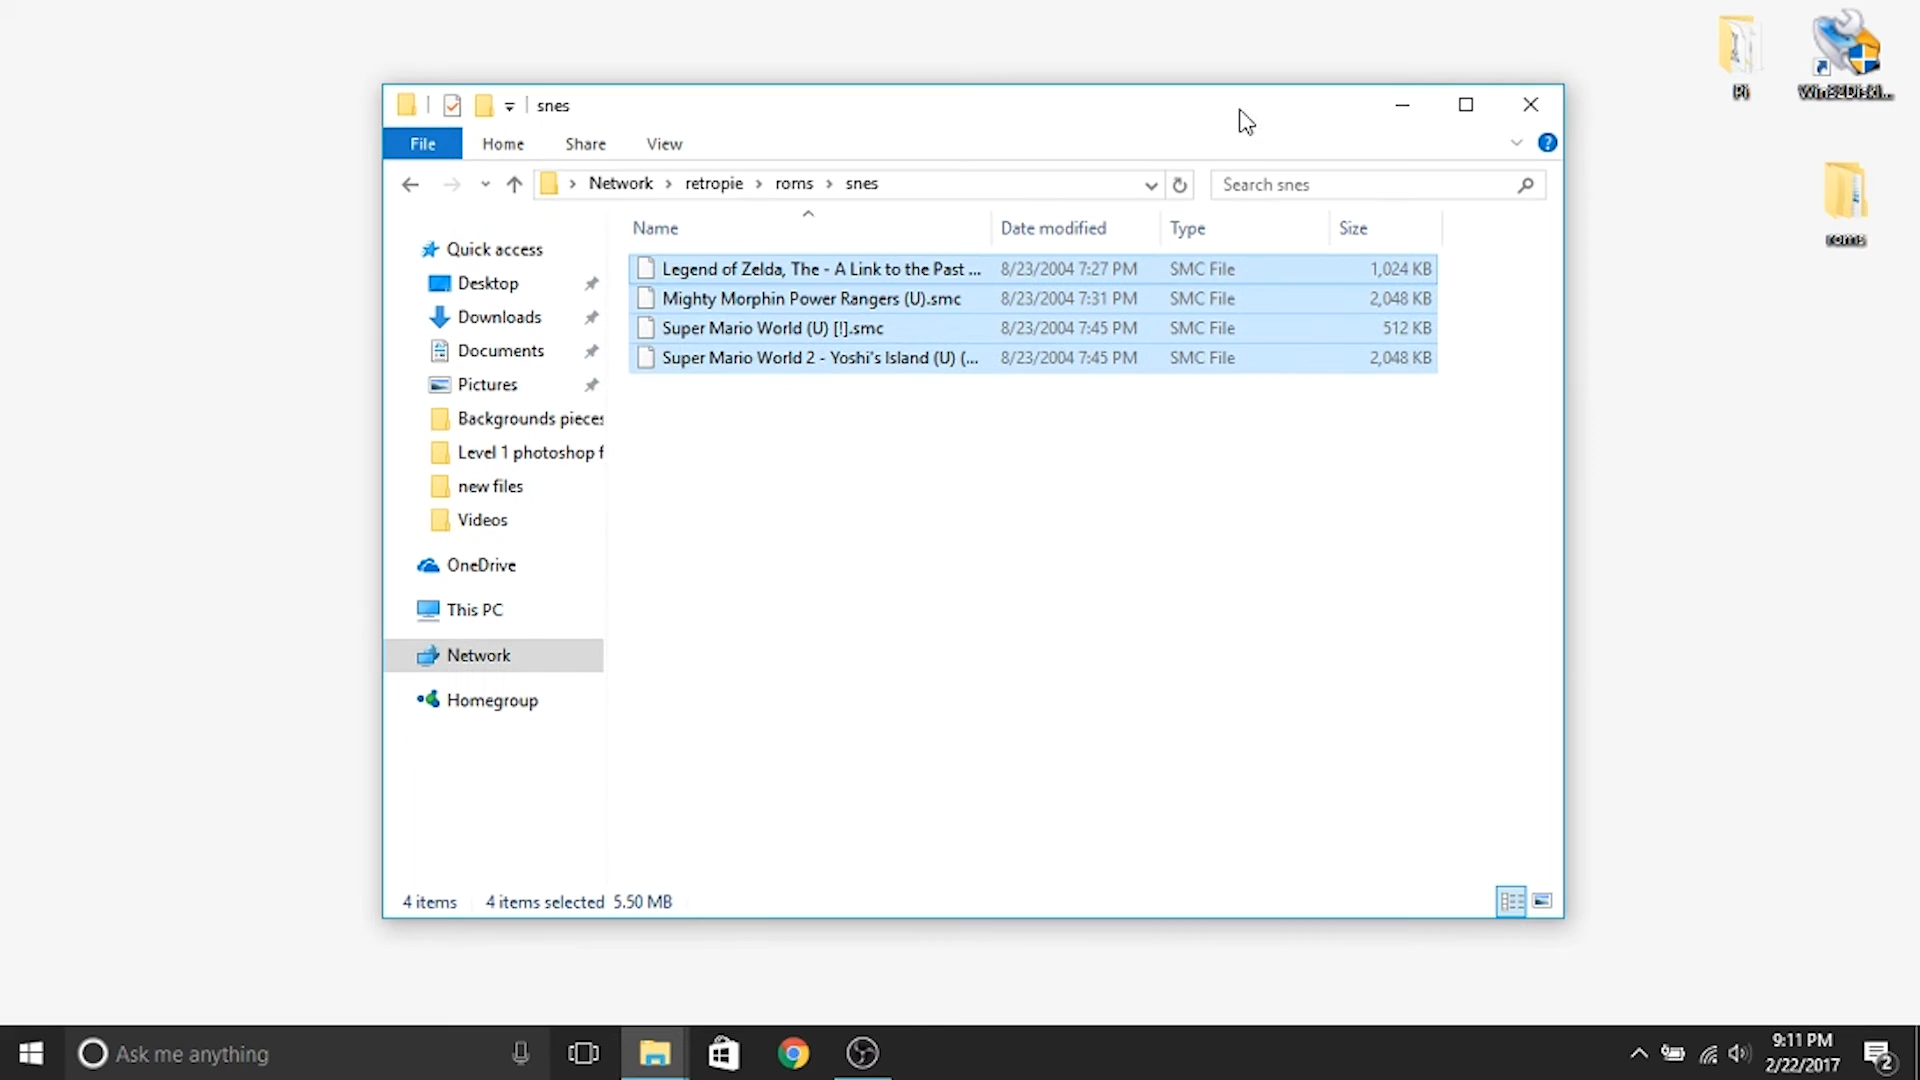 snes
File Home Share View
Network retropie roms snes
Search snes
Name Date modified Type Size
Quick access
Desktop
Downloads
Documents
Pictures
Backgrounds pieces
Level 1 photoshop f
new files
Videos
OneDrive
This PC
Network
Homegroup
Legend of Zelda, The - A Link to the Past ... 8/23/2004 7:27 PM SMC File 1,024 KB
Mighty Morphin Power Rangers (U).smc 8/23/2004 7:31 PM SMC File 2,048 KB
Super Mario World (U) [!].smc 8/23/2004 7:45 PM SMC File 512 KB
Super Mario World 2 - Yoshi's Island (U) (... 8/23/2004 7:45 PM SMC File 2,048 KB
4 items 4 items selected 5.50 MB
Pi
Win32DiskI...
roms
Ask me anything
9:11 PM
2/22/2017
2